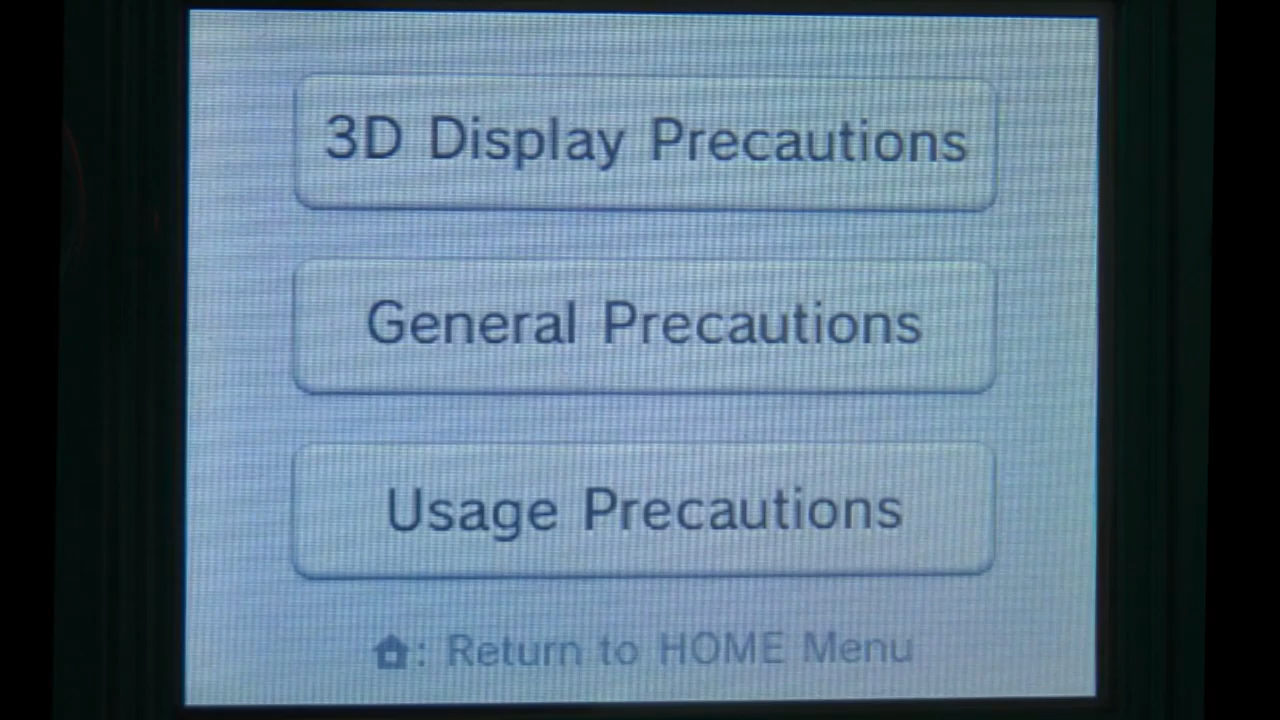 3D Display Precautions
General Precautions
Usage Precautions
: Return to HOME Menu